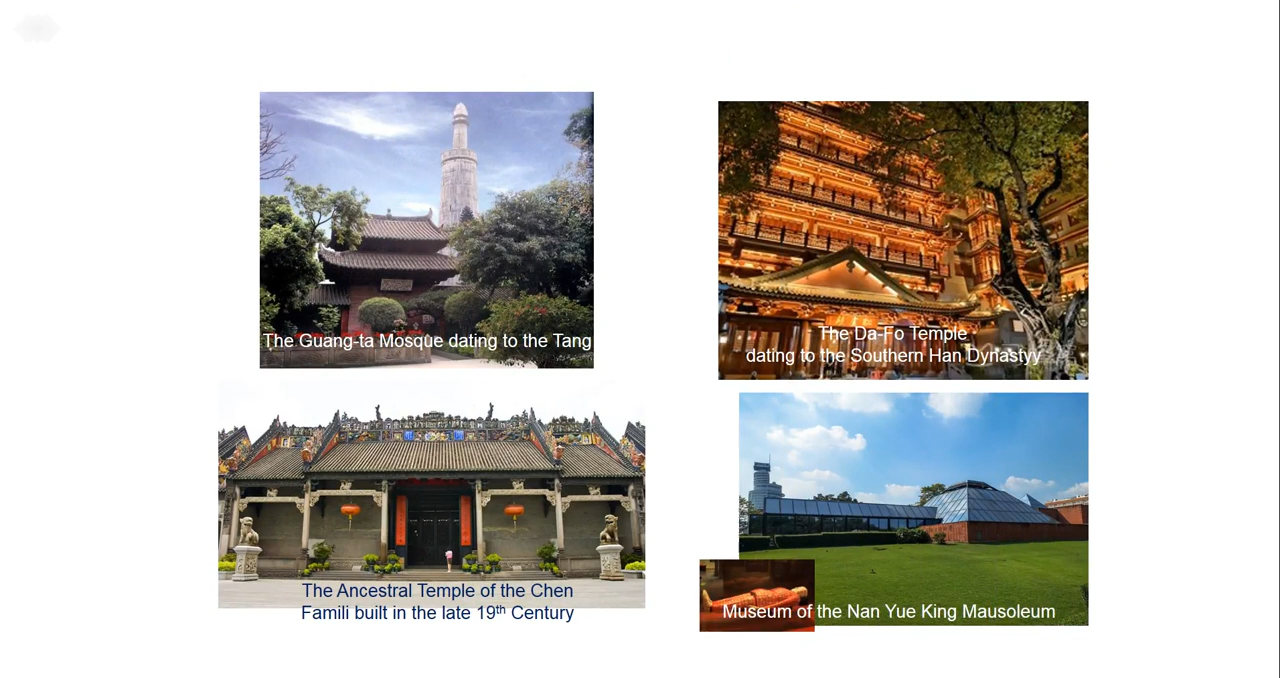 The Guang-ta Mosque dating to the Tang
The Da-Fo Temple
dating to the Southern Han Dynastyy
The Ancestral Temple of the Chen
Famili built in the late 19th Century
Museum of the Nan Yue King Mausoleum